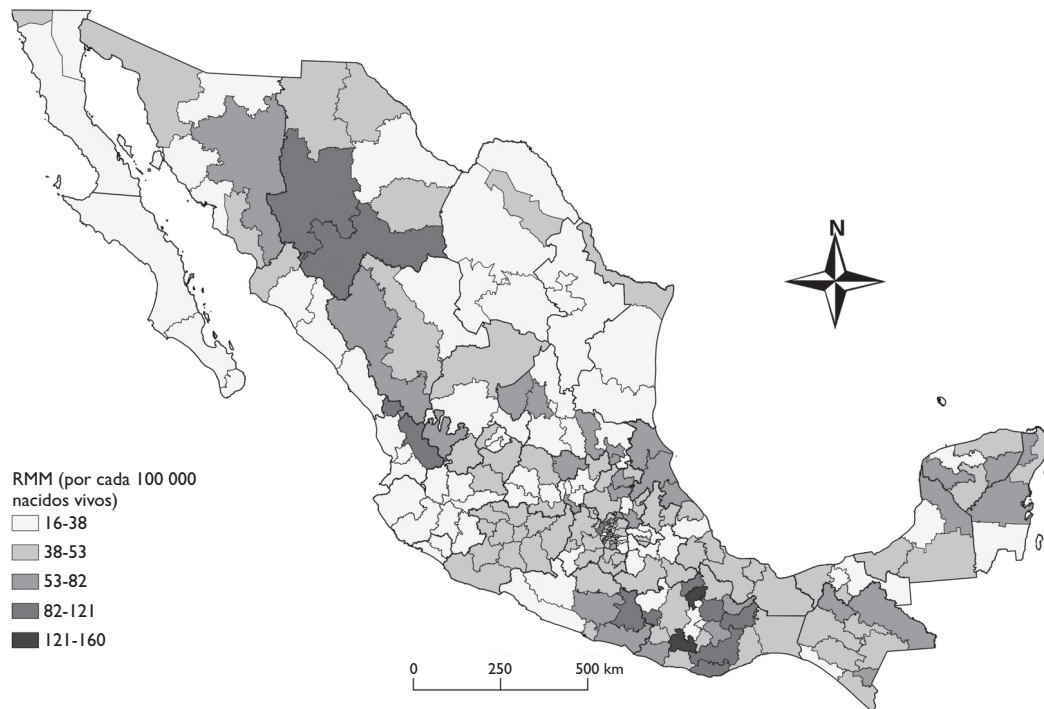 N
RMM (por cada 100 000
nacidos vivos)
16-38
38-53
53-82
82-121
121-160
0 250 500 km